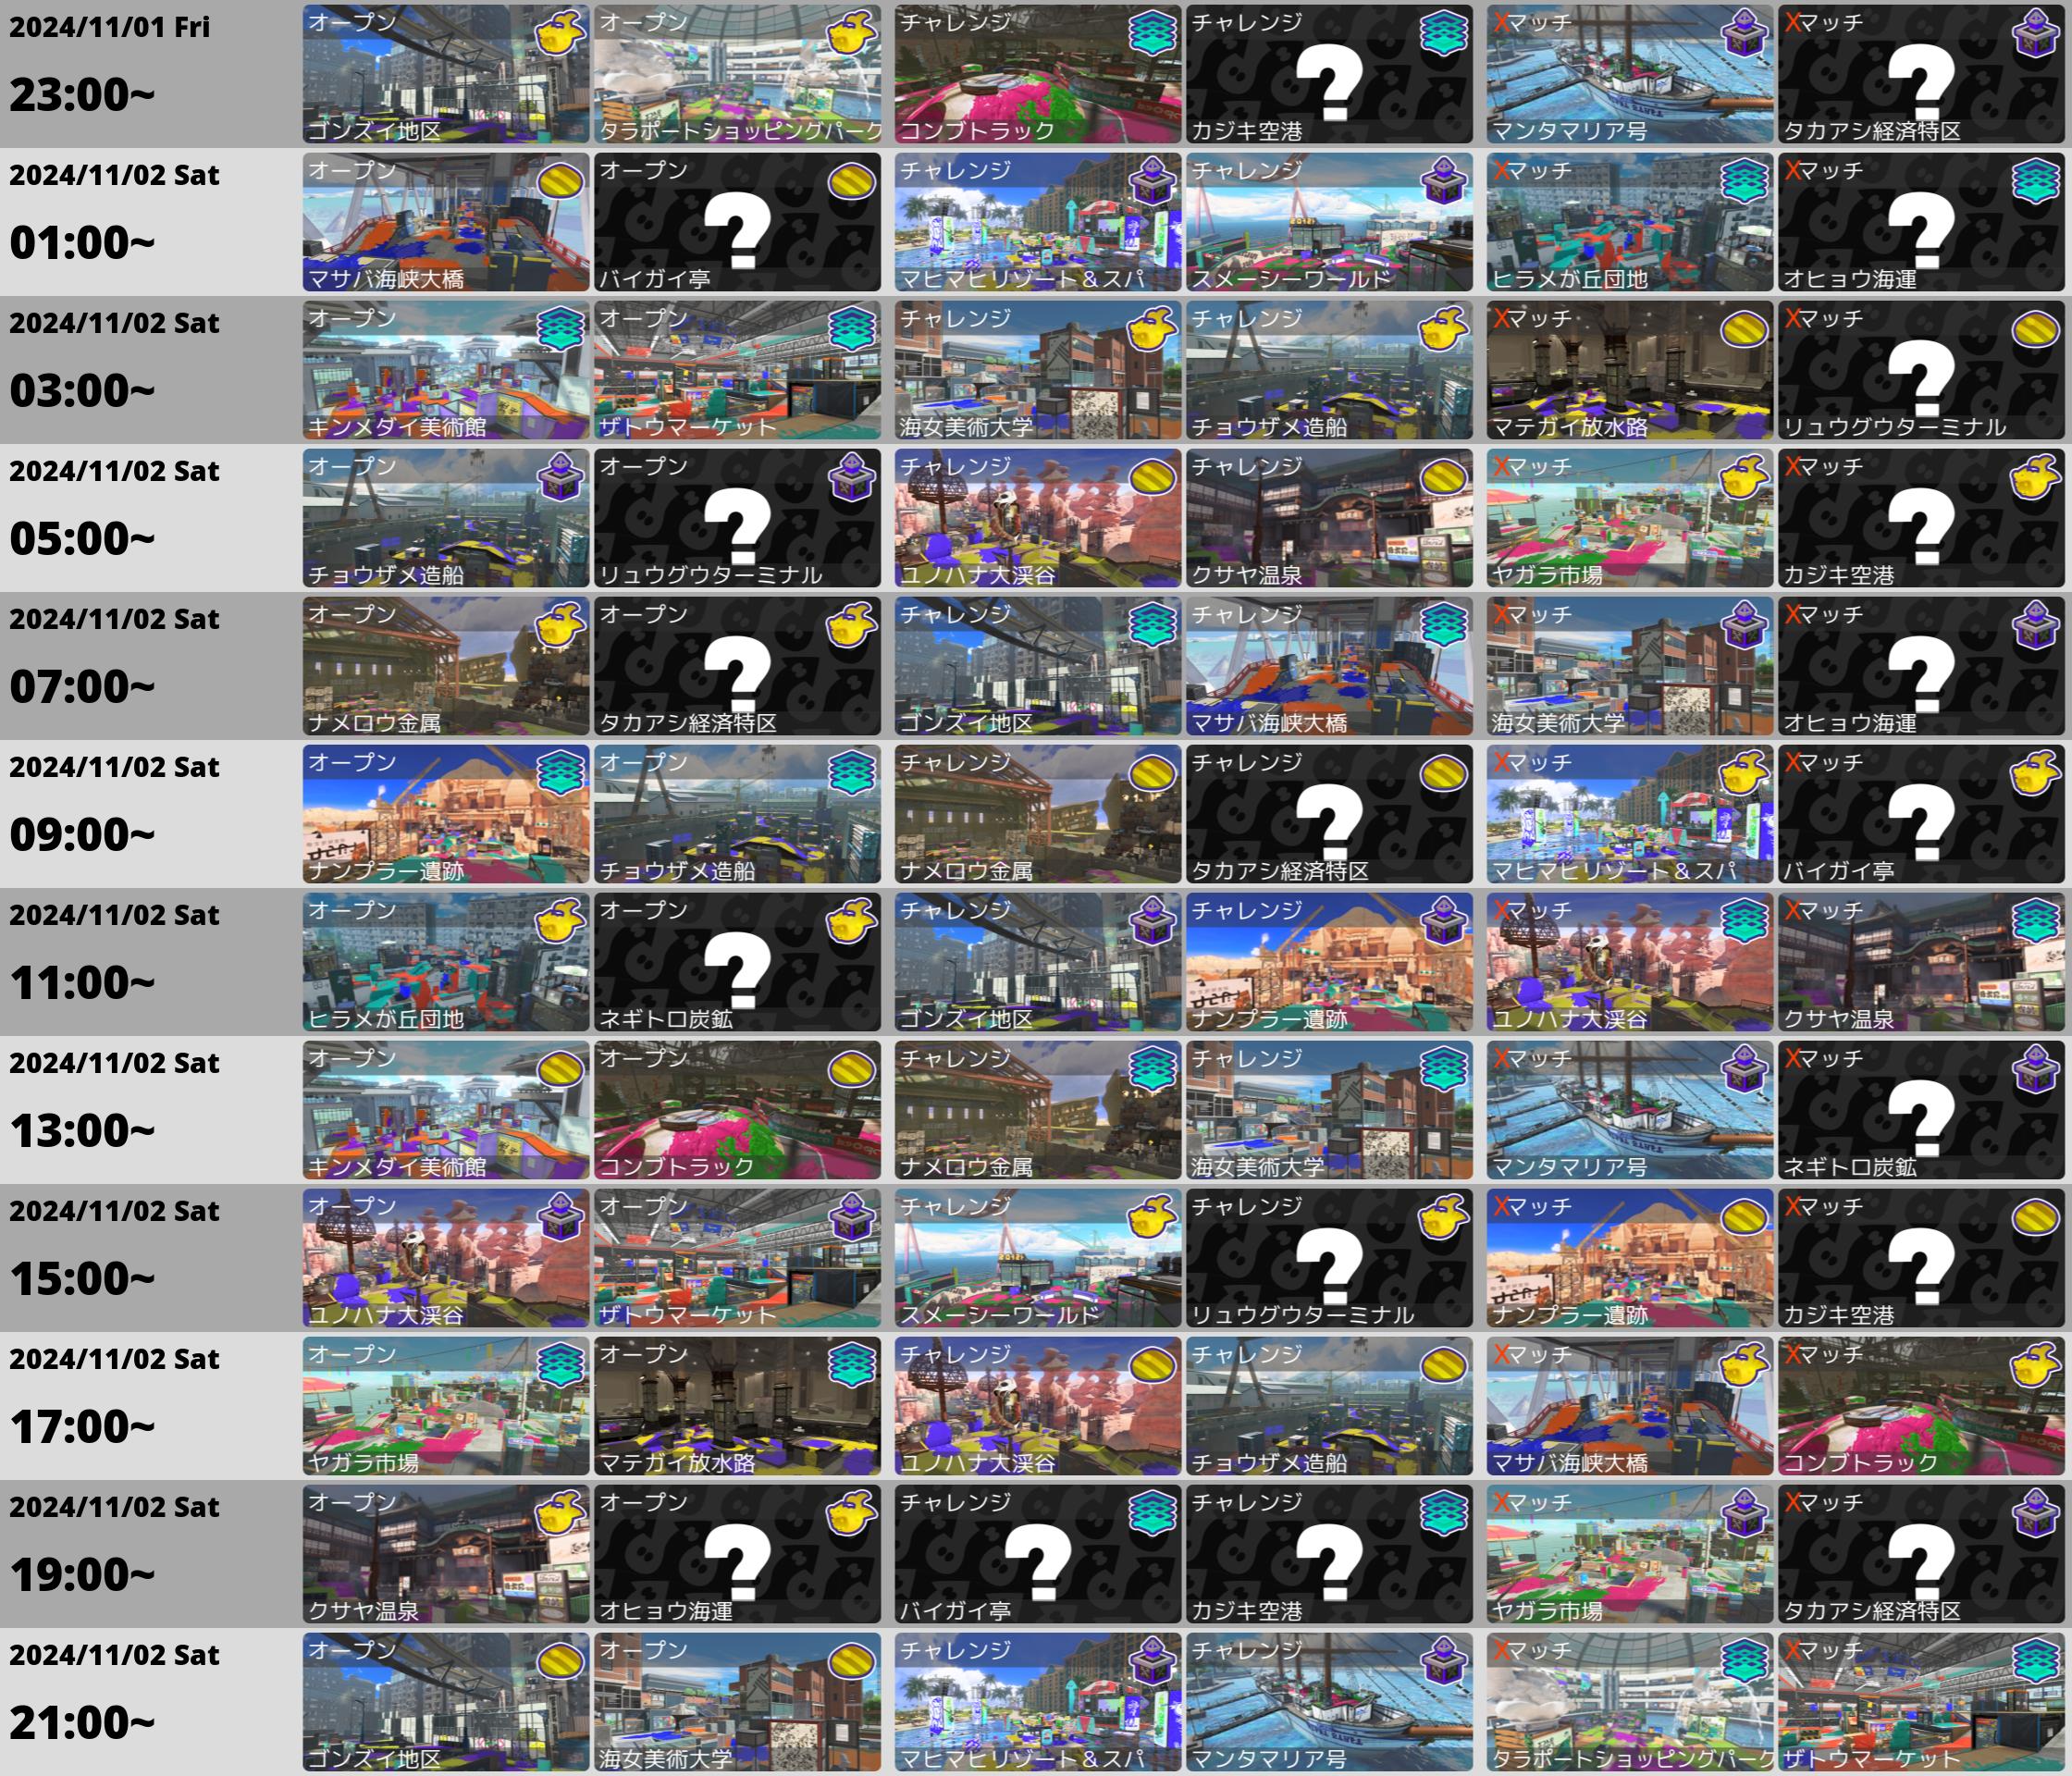 2024/11/01 Fri
23:00~
オープン
ゴンズイ地区
オープン
タラポートショッピングパーク
チャレンジ
コンブトラック
チャレンジ
カジキ空港
Xマッチ
マンタマリア号
Xマッチ
タカアシ経済特区
2024/11/02 Sat
01:00~
オープン
マサバ海峡大橋
オープン
バイガイ亭
チャレンジ
マヒマヒリゾート＆スパ
チャレンジ
スメーシーワールド
Xマッチ
ヒラメが丘団地
Xマッチ
オヒョウ海運
2024/11/02 Sat
03:00~
オープン
キンメダイ美術館
オープン
ザトウマーケット
チャレンジ
海女美術大学
チャレンジ
チョウザメ造船
Xマッチ
マテガイ放水路
Xマッチ
リュウグウターミナル
2024/11/02 Sat
05:00~
オープン
チョウザメ造船
オープン
リュウグウターミナル
チャレンジ
ユノハナ大渓谷
チャレンジ
クサヤ温泉
Xマッチ
ヤガラ市場
Xマッチ
カジキ空港
2024/11/02 Sat
07:00~
オープン
ナメロウ金属
オープン
タカアシ経済特区
チャレンジ
ゴンズイ地区
チャレンジ
マサバ海峡大橋
Xマッチ
海女美術大学
Xマッチ
オヒョウ海運
2024/11/02 Sat
09:00~
オープン
ナンプラー遺跡
オープン
チョウザメ造船
チャレンジ
ナメロウ金属
チャレンジ
タカアシ経済特区
Xマッチ
マヒマヒリゾート＆スパ
Xマッチ
バイガイ亭
2024/11/02 Sat
11:00~
オープン
ヒラメが丘団地
オープン
ネギトロ炭鉱
チャレンジ
ゴンズイ地区
チャレンジ
ナンプラー遺跡
Xマッチ
ユノハナ大渓谷
Xマッチ
クサヤ温泉
2024/11/02 Sat
13:00~
オープン
キンメダイ美術館
オープン
コンブトラック
チャレンジ
ナメロウ金属
チャレンジ
海女美術大学
Xマッチ
マンタマリア号
Xマッチ
ネギトロ炭鉱
2024/11/02 Sat
15:00~
オープン
ユノハナ大渓谷
オープン
ザトウマーケット
チャレンジ
スメーシーワールド
チャレンジ
リュウグウターミナル
Xマッチ
ナンプラー遺跡
Xマッチ
カジキ空港
2024/11/02 Sat
17:00~
オープン
ヤガラ市場
オープン
マテガイ放水路
チャレンジ
ユノハナ大渓谷
チャレンジ
チョウザメ造船
Xマッチ
マサバ海峡大橋
Xマッチ
コンブトラック
2024/11/02 Sat
19:00~
オープン
クサヤ温泉
オープン
オヒョウ海運
チャレンジ
バイガイ亭
チャレンジ
カジキ空港
Xマッチ
ヤガラ市場
Xマッチ
タカアシ経済特区
2024/11/02 Sat
21:00~
オープン
ゴンズイ地区
オープン
海女美術大学
チャレンジ
マヒマヒリゾート＆スパ
チャレンジ
マンタマリア号
Xマッチ
タラポートショッピングパーク
Xマッチ
ザトウマーケット